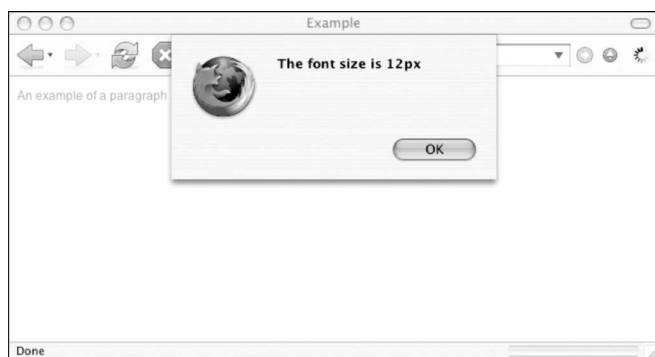 Example
The font size is 12px
An example of a paragraph
OK
Done